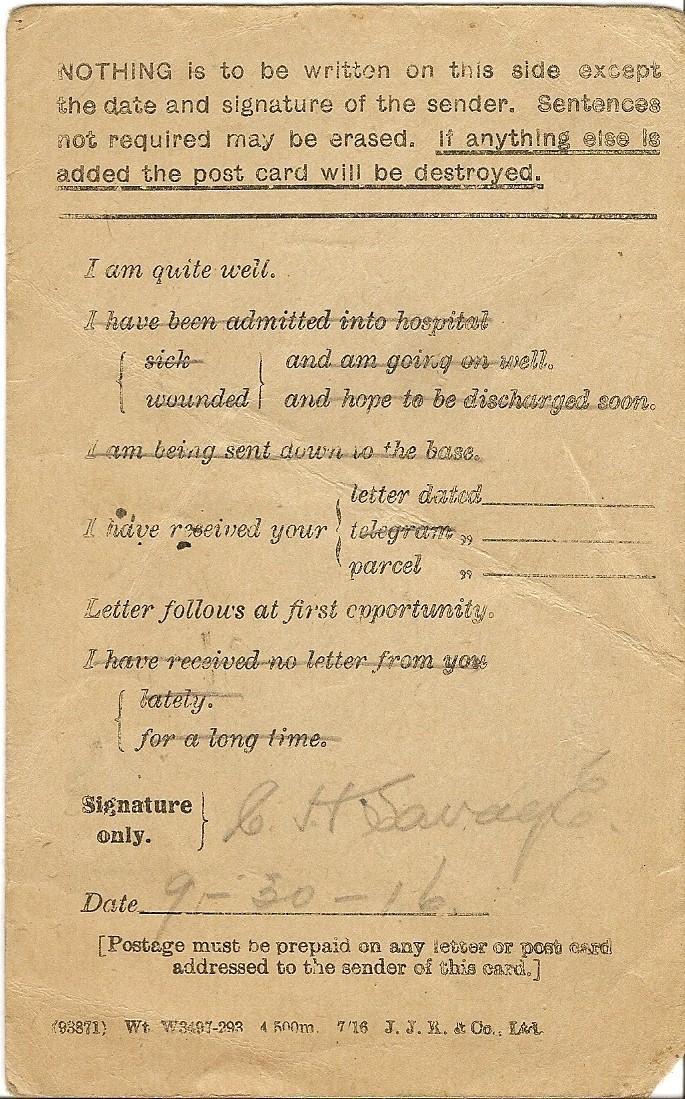 NOTHING is to be written on this side except
the date and signature of the sender. Sentences
not required may be erased. If anything else is
added the post card will be destroyed.
I am quite well.
I have been admitted into hospital
{ sick } and am going on well.
{ wounded } and hope to be discharged soon.
I am being sent down to the base.
letter dated
I have received your { telegram „
parcel „
Letter follows at first opportunity.
I have received no letter from you
{ lately.
for a long time.
Signature } C. H. Savage
only.
Date 9-30-16.
[Postage must be prepaid on any letter or post card
addressed to the sender of this card.]
(93871) Wt. W3497-293 4,500m. 7/16 J. J. K. & Co., Ltd.